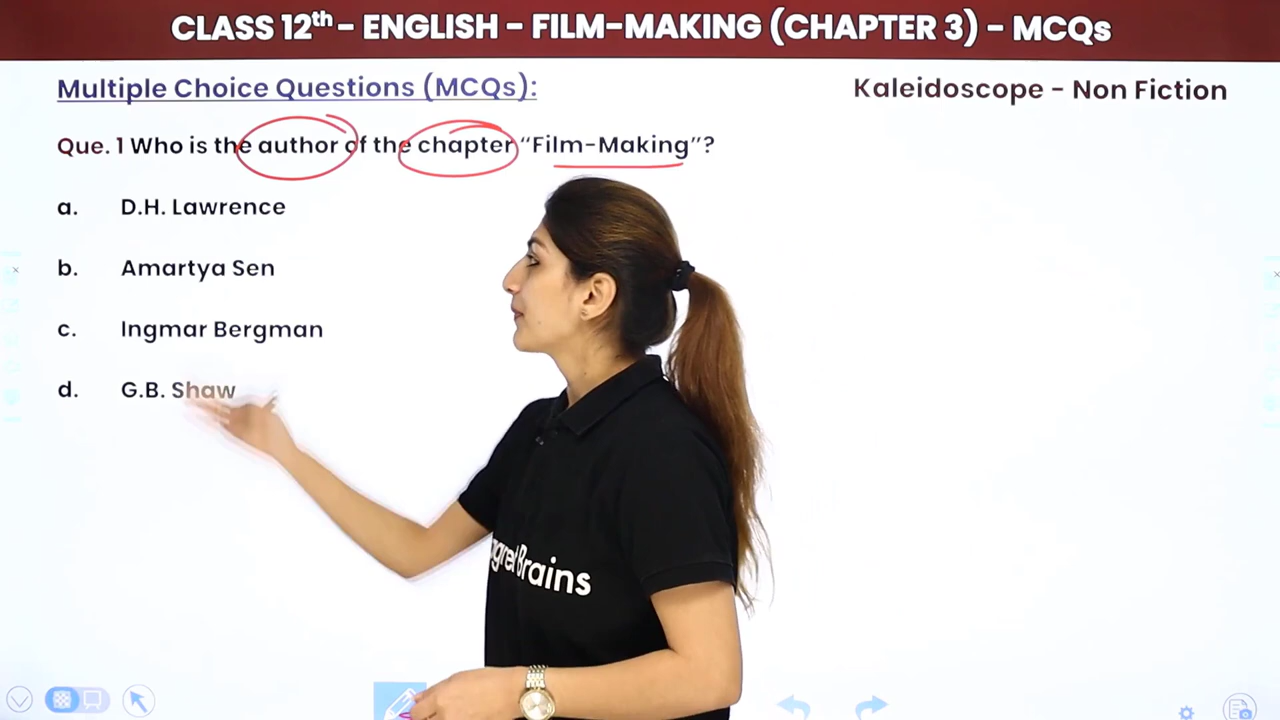 CLASS 12th - ENGLISH - FILM-MAKING (CHAPTER 3) - MCQs
Multiple Choice Questions (MCQs):
Kaleidoscope - Non Fiction
Que. 1 Who is the author of the chapter “Film-Making”?
a. D.H. Lawrence
b. Amartya Sen
c. Ingmar Bergman
d. G.B. Shaw
Brains